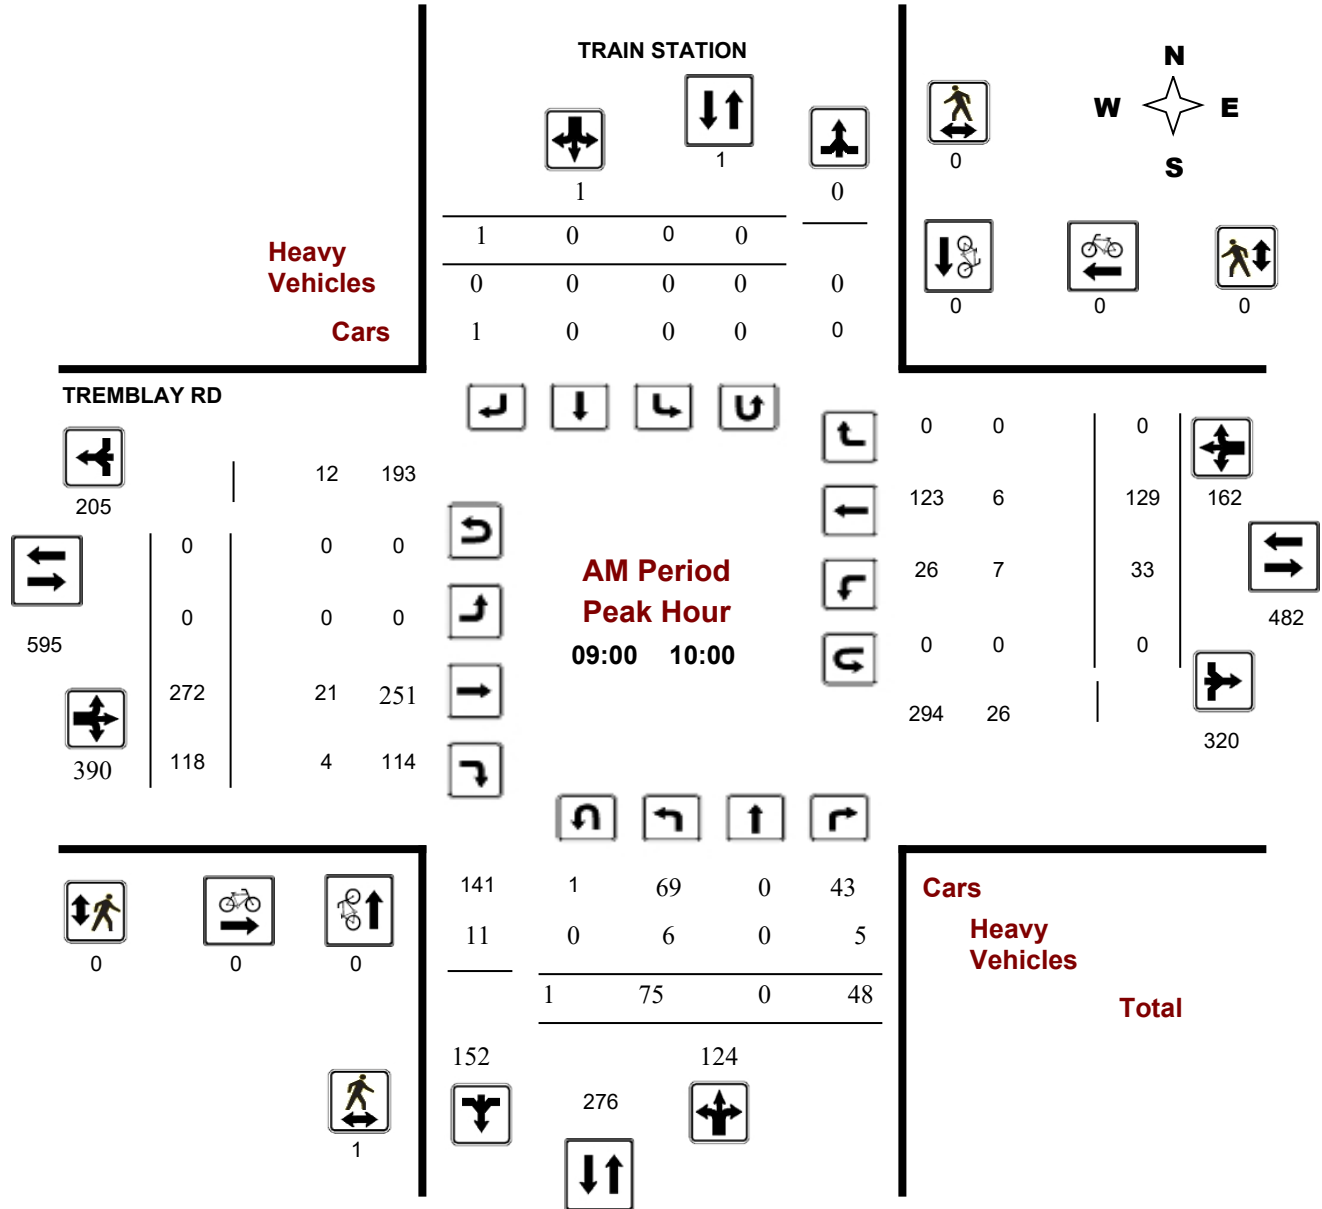 TRAIN STATION
N
W E
S
1
0
1 0
0
1 0 0 0
Heavy
Vehicles
0 0 0 0 0
Cars
1 0 0 0 0
0 0 0
TREMBLAY RD
205
12 193
0 0 0
0 0 0
595
272 21 251
390
118 4 114
AM Period
Peak Hour
09:00 10:00
0 0 0
123 6 129 162
26 7 33
482
0 0 0
294 26
320
141 1 69 0 43
11 0 6 0 5
1 75 0 48
152 124
276
Cars
Heavy
Vehicles
Total
0 0 0
1